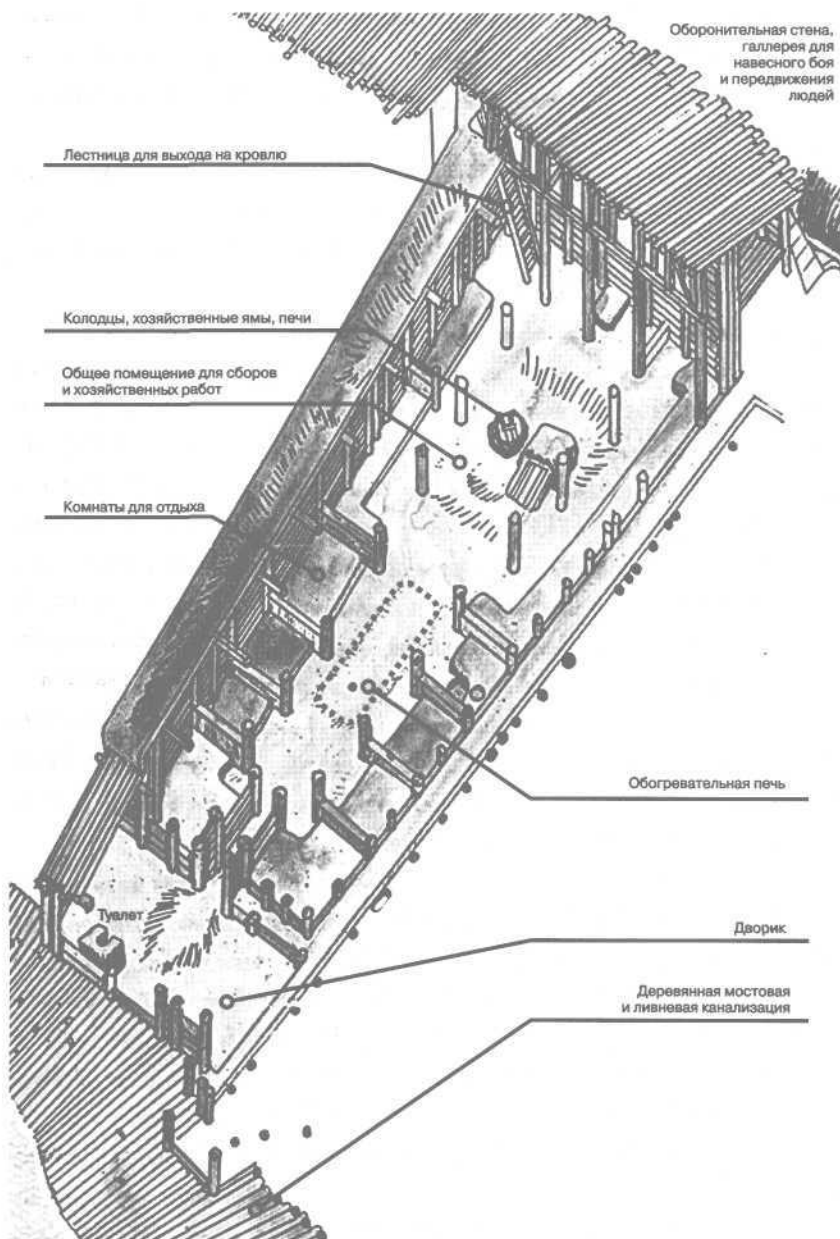 Оборонительная стена,
галлерея для
навесного боя
и передвижения
людей
Лестница для выхода на кровлю
Колодцы, хозяйственные ямы, печи
Общее помещение для сборов
и хозяйственных работ
Комнаты для отдыха
Обогревательная печь
Туалет
Дворик
Деревянная мостовая
и ливневая канализация